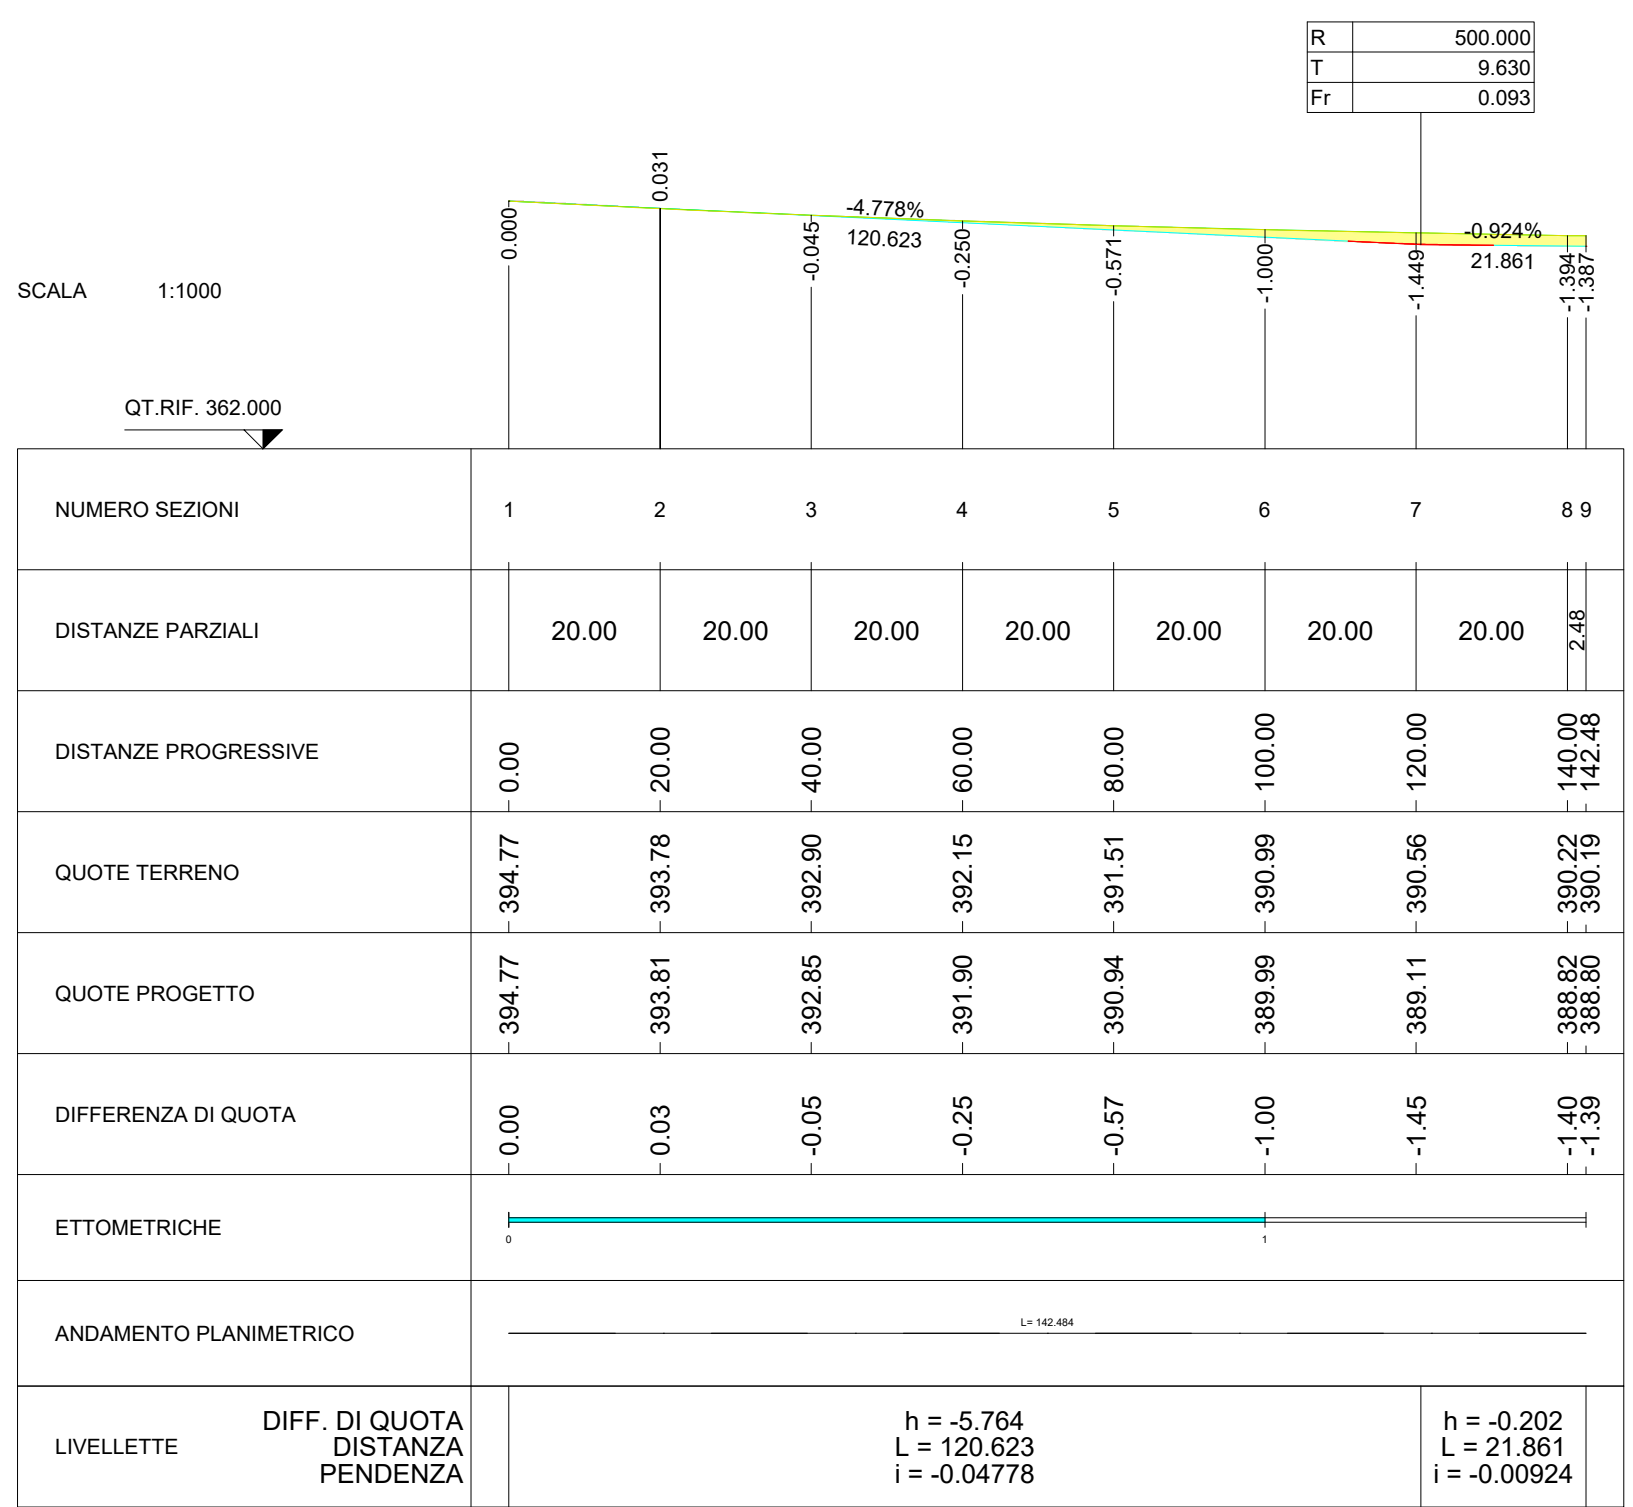 R 500.000
T 9.630
Fr 0.093
0.000 0.031 -0.045 -0.250 -0.571 -1.000 -1.449 -1.394 -1.387
-4.778% -0.924%
120.623 21.861
SCALA 1:1000
QT.RIF. 362.000
NUMERO SEZIONI 1 2 3 4 5 6 7 8 9
DISTANZE PARZIALI 20.00 20.00 20.00 20.00 20.00 20.00 20.00 2.48
DISTANZE PROGRESSIVE 0.00 20.00 40.00 60.00 80.00 100.00 120.00 140.00 142.48
QUOTE TERRENO 394.77 393.78 392.90 392.15 391.51 390.99 390.56 390.22 390.19
QUOTE PROGETTO 394.77 393.81 392.85 391.90 390.94 389.99 389.11 388.82 388.80
DIFFERENZA DI QUOTA 0.00 0.03 -0.05 -0.25 -0.57 -1.00 -1.45 -1.40 -1.39
ETTOMETRICHE
0 1
ANDAMENTO PLANIMETRICO L= 142.484
DIFF. DI QUOTA h = -5.764 h = -0.202
LIVELLETTE DISTANZA L = 120.623 L = 21.861
PENDENZA i = -0.04778 i = -0.00924